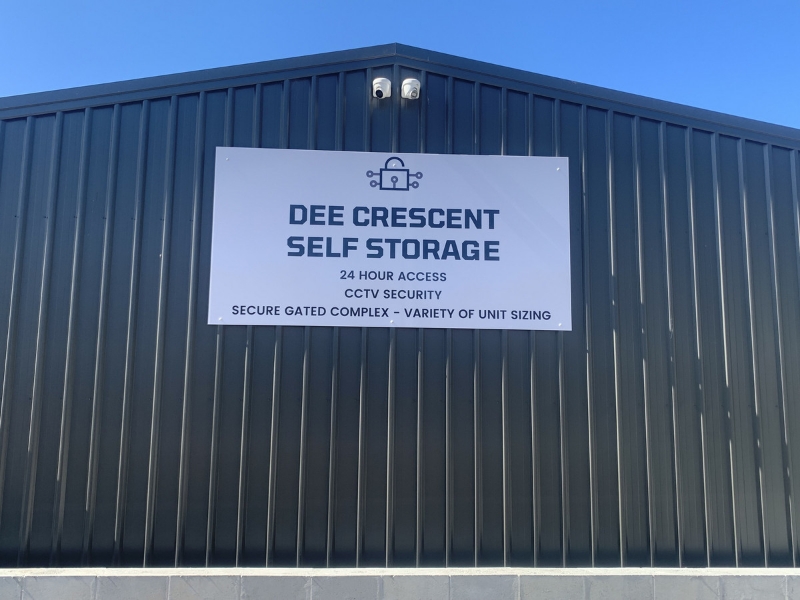 DEE CRESCENT
SELF STORAGE
24 HOUR ACCESS
CCTV SECURITY
SECURE GATED COMPLEX - VARIETY OF UNIT SIZING